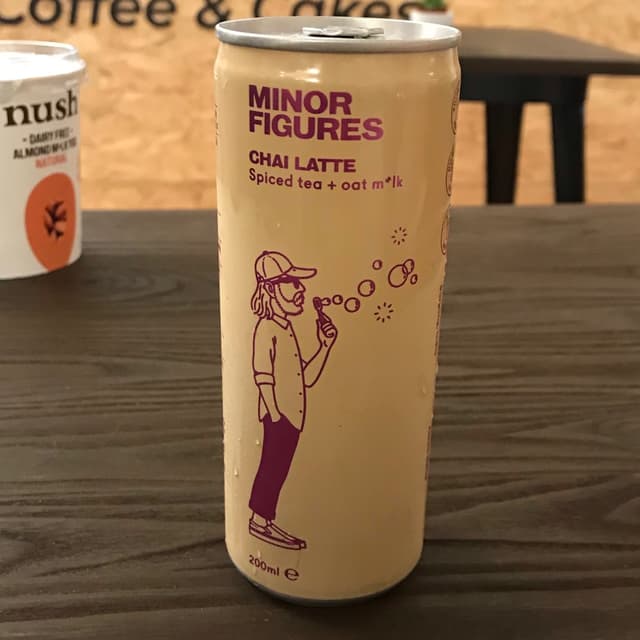 Coffee & Cakes
nush
- DAIRY FREE -
ALMOND M*LK YOG
NATURAL
MINOR
FIGURES
CHAI LATTE
Spiced tea + oat m*lk
200ml ℮